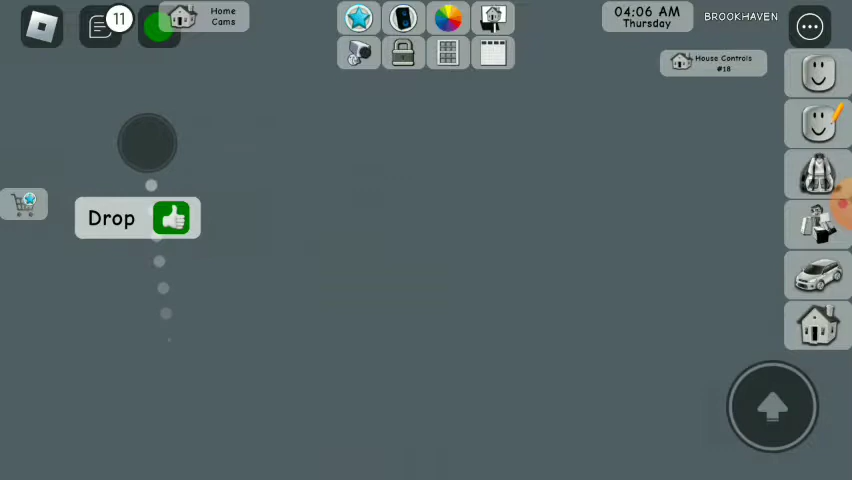 11
Home
Cams
04:06 AM
Thursday
BROOKHAVEN
House Controls
#18
Drop